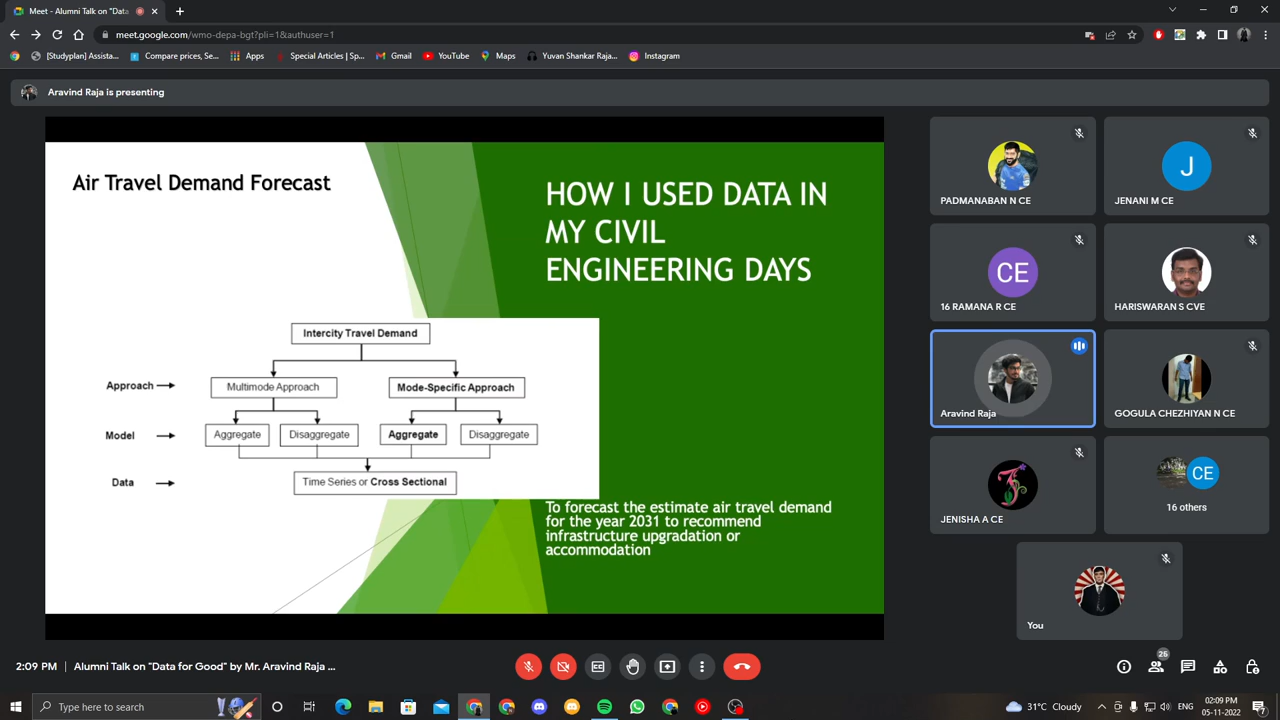 Meet - Alumni Talk on "Data
meet.google.com/wmo-depa-bgt?pli=1&authuser=1
[Studyplan] Assista...
Compare prices, Se...
Apps
Special Articles | Sp...
Gmail
YouTube
Maps
Yuvan Shankar Raja...
Instagram
Aravind Raja is presenting
Air Travel Demand Forecast
HOW I USED DATA IN
MY CIVIL
ENGINEERING DAYS
Intercity Travel Demand
Approach
Multimode Approach
Mode-Specific Approach
Model
Aggregate
Disaggregate
Aggregate
Disaggregate
Data
Time Series or Cross Sectional
To forecast the estimate air travel demand
for the year 2031 to recommend
infrastructure upgradation or
accommodation
PADMANABAN N CE
J
JENANI M CE
CE
16 RAMANA R CE
HARISWARAN S CVE
Aravind Raja
GOGULA CHEZHIYAN N CE
JENISHA A CE
CE
16 others
You
2:09 PM | Alumni Talk on "Data for Good" by Mr. Aravind Raja ...
25
Type here to search
31°C Cloudy
ENG
02:09 PM
05-11-2022